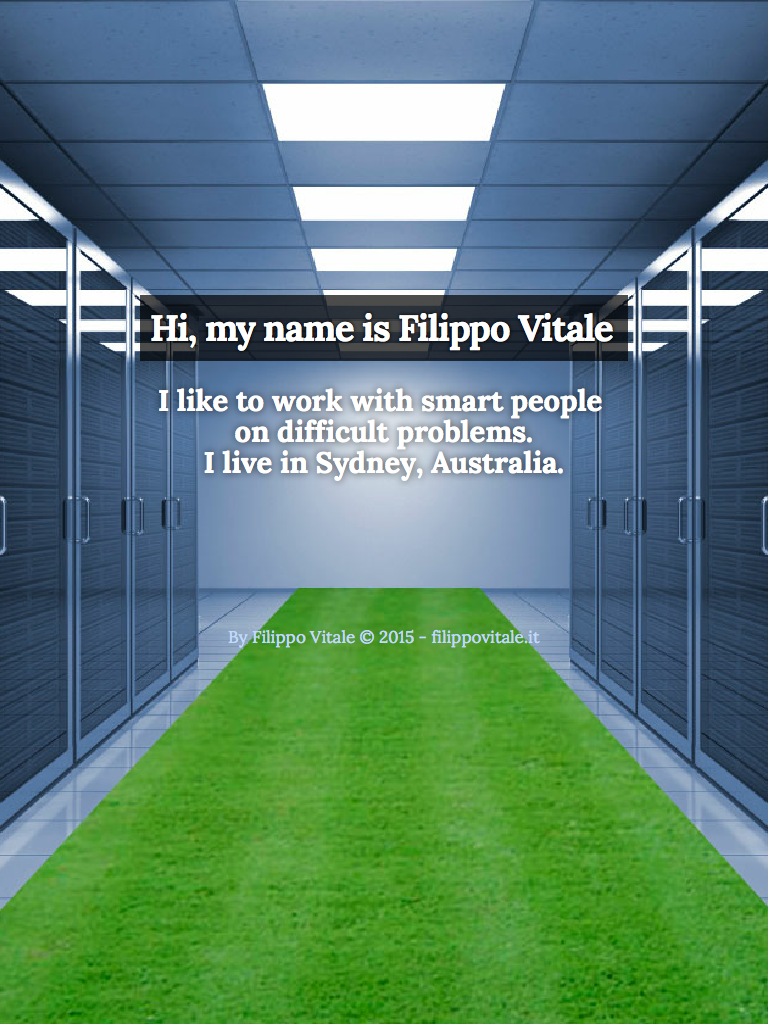 Hi, my name is Filippo Vitale
I like to work with smart people
on difficult problems.
I live in Sydney, Australia.
By Filippo Vitale © 2015 - filippovitale.it